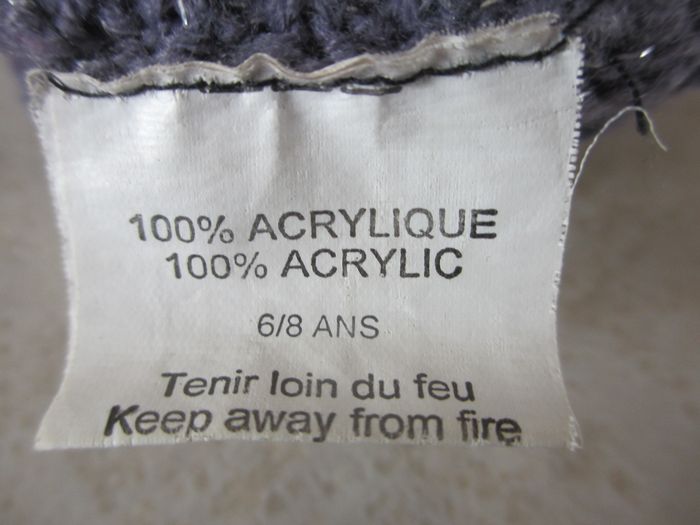 100% ACRYLIQUE
100% ACRYLIC
6/8 ANS
Tenir loin du feu
Keep away from fire